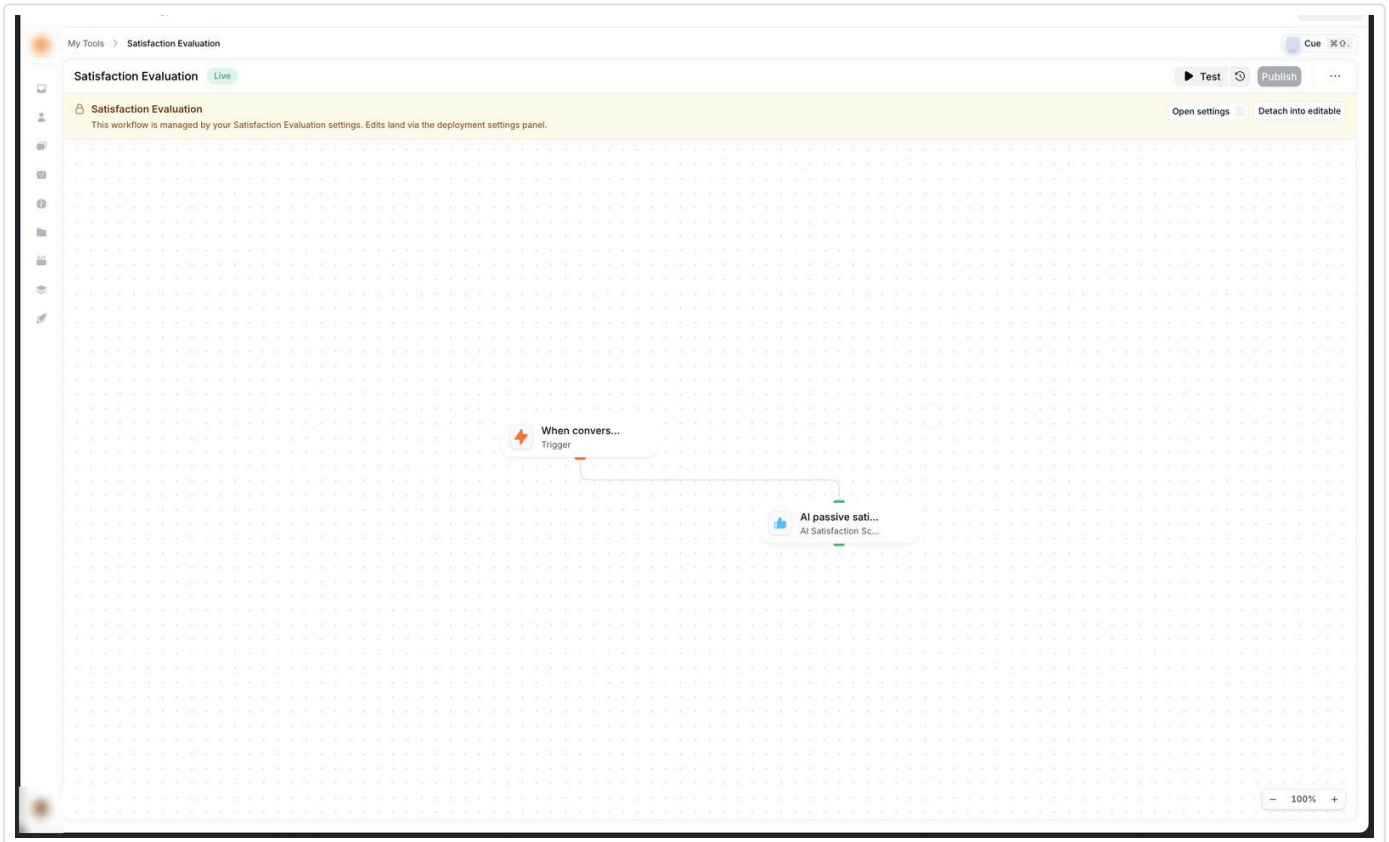 My Tools > Satisfaction Evaluation
Cue ⌘⇧.
Satisfaction Evaluation Live
Test Publish ...
Satisfaction Evaluation
This workflow is managed by your Satisfaction Evaluation settings. Edits land via the deployment settings panel.
Open settings Detach into editable
When convers...
Trigger
AI passive sati...
AI Satisfaction Sc...
− 100% +